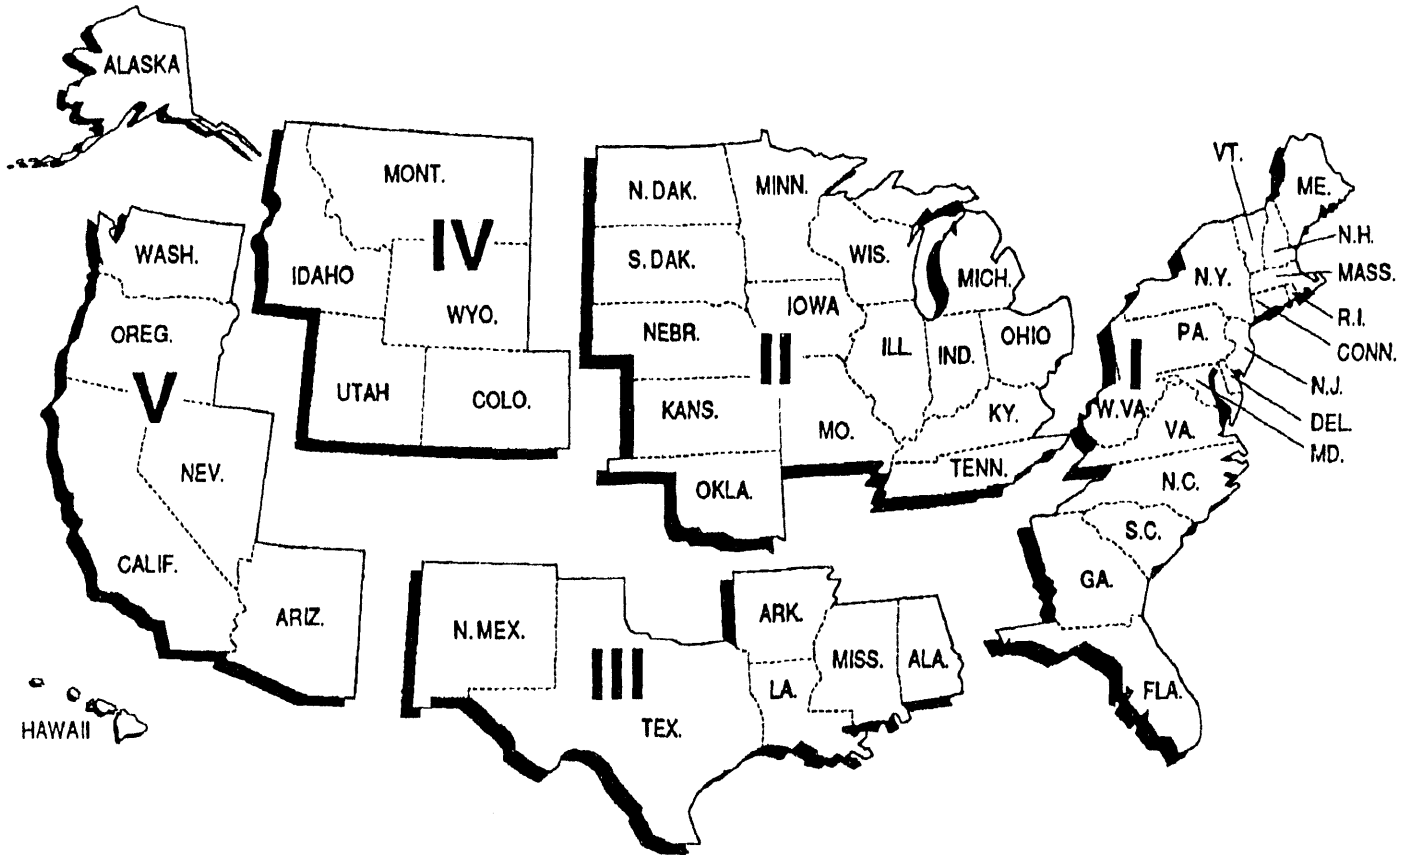 ALASKA
WASH.
OREG.
V
NEV.
CALIF.
ARIZ.
HAWAII
MONT.
IV
IDAHO
WYO.
UTAH
COLO.
N. DAK.
MINN.
S. DAK.
WIS.
MICH.
NEBR.
IOWA
II
ILL.
IND.
OHIO
KANS.
MO.
KY.
OKLA.
TENN.
N. MEX.
III
TEX.
ARK.
LA.
MISS.
ALA.
VT.
ME.
N.H.
MASS.
N.Y.
R.I.
CONN.
PA.
I
N.J.
DEL.
MD.
W.VA.
VA.
N.C.
S.C.
GA.
FLA.